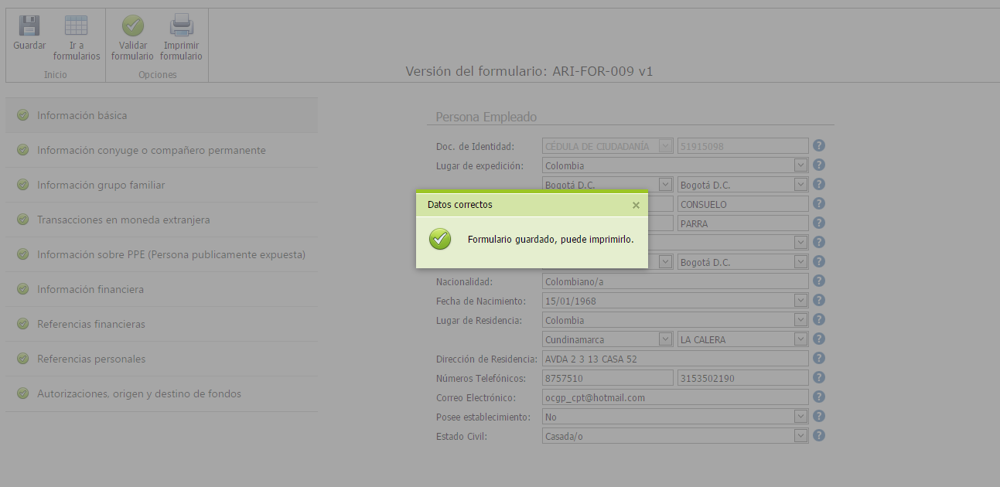 Guardar
Ir a formularios
Validar formulario
Imprimir formulario
Inicio
Opciones
Versión del formulario: ARI-FOR-009 v1
Información básica
Información conyuge o compañero permanente
Información grupo familiar
Transacciones en moneda extranjera
Información sobre PPE (Persona publicamente expuesta)
Información financiera
Referencias financieras
Referencias personales
Autorizaciones, origen y destino de fondos
Persona Empleado
Doc. de Identidad: CÉDULA DE CIUDADANÍA 51915098
Lugar de expedición: Colombia
Bogotá D.C. Bogotá D.C.
CONSUELO
PARRA
Datos correctos
Formulario guardado, puede imprimirlo.
Bogotá D.C.
Nacionalidad: Colombiano/a
Fecha de Nacimiento: 15/01/1968
Lugar de Residencia: Colombia
Cundinamarca LA CALERA
Dirección de Residencia: AVDA 2 3 13 CASA 52
Números Telefónicos: 8757510 3153502190
Correo Electrónico: ocgp_cpt@hotmail.com
Posee establecimiento: No
Estado Civil: Casada/o